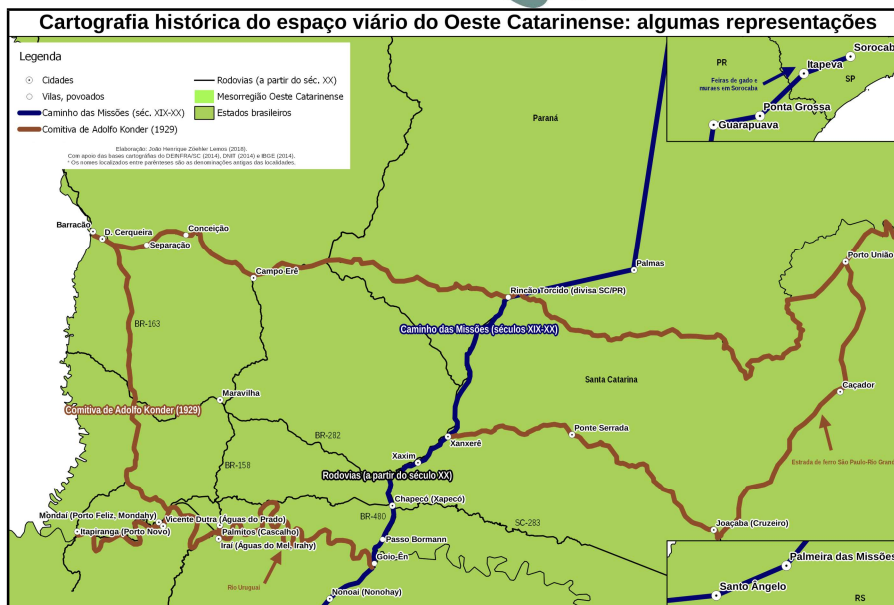 Cartografia histórica do espaço viário do Oeste Catarinense: algumas representações
Legenda
Cidades
Vilas, povoados
Caminho das Missões (séc. XIX-XX)
Comitiva de Adolfo Konder (1929)
Rodovias (a partir do séc. XX)
Mesorregião Oeste Catarinense
Estados brasileiros
Elaboração: João Henrique Zöehler Lemos (2018).
Com apoio das bases cartográfias do DEINFRA/SC (2014), DNIT (2014) e IBGE (2014).
* Os nomes localizados entre parênteses são as denominações antigas das localidades.
PR
Sorocaba
Itapeva
SP
Feiras de gado e
muraes em Sorocaba
Ponta Grossa
Guarapuava
Paraná
Barracão
D. Cerqueira
Conceição
Separação
Campo Erê
Palmas
Porto União
Rincão Torcido (divisa SC/PR)
BR-163
Caminho das Missões (séculos XIX-XX)
Santa Catarina
Maravilha
Caçador
Comitiva de Adolfo Konder (1929)
BR-282
Xanxerê
Ponte Serrada
Xaxim
Estrada de ferro São Paulo-Rio Grand
BR-158
Rodovias (a partir do século XX)
Chapecó (Xapecó)
Mondaí (Porto Feliz, Mondahy)
Vicente Dutra (Águas do Prado)
BR-480
SC-283
Joaçaba (Cruzeiro)
Itapiranga (Porto Novo)
Palmitos (Cascalho)
Iraí (Águas do Mel, Irahy)
Passo Bormann
Goio-Ên
Rio Uruguai
Nonoai (Nonohay)
Palmeira das Missões
Santo Ângelo
RS